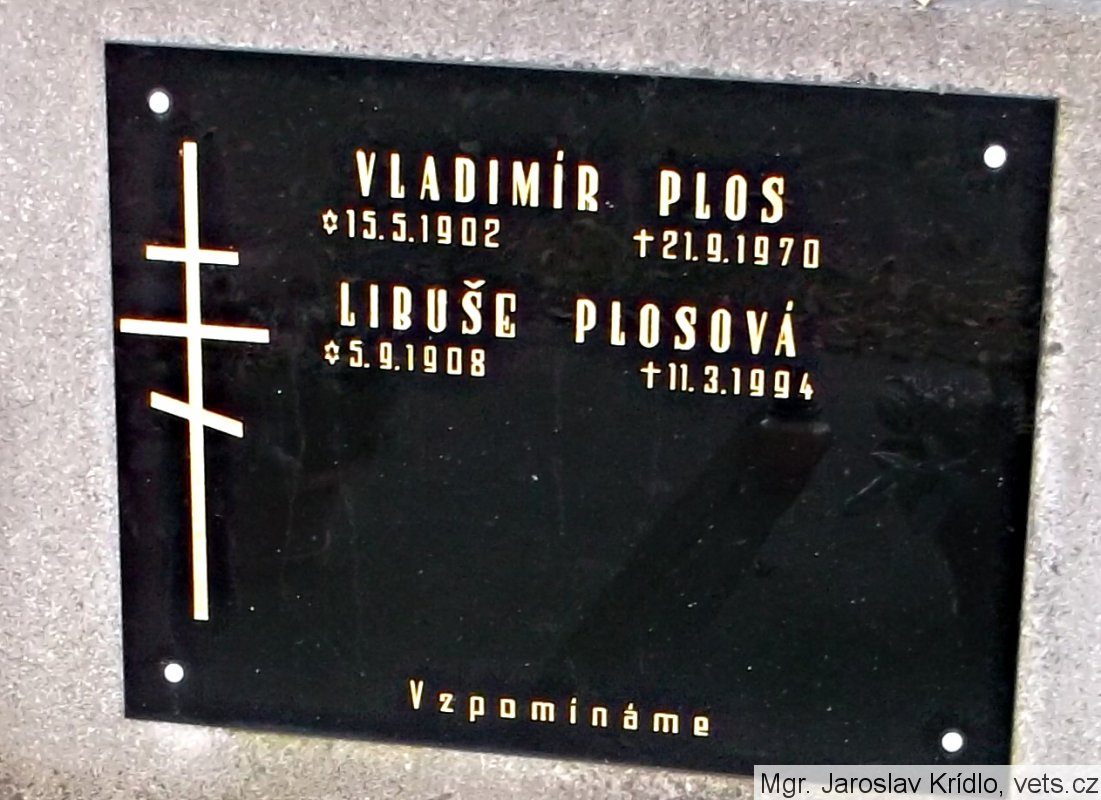 VLADIMÍR PLOS
✡15.5.1902 †21.9.1970
LIBUŠE PLOSOVÁ
✡5.9.1908 †11.3.1994
Vzpomínáme
Mgr. Jaroslav Krídlo, vets.cz